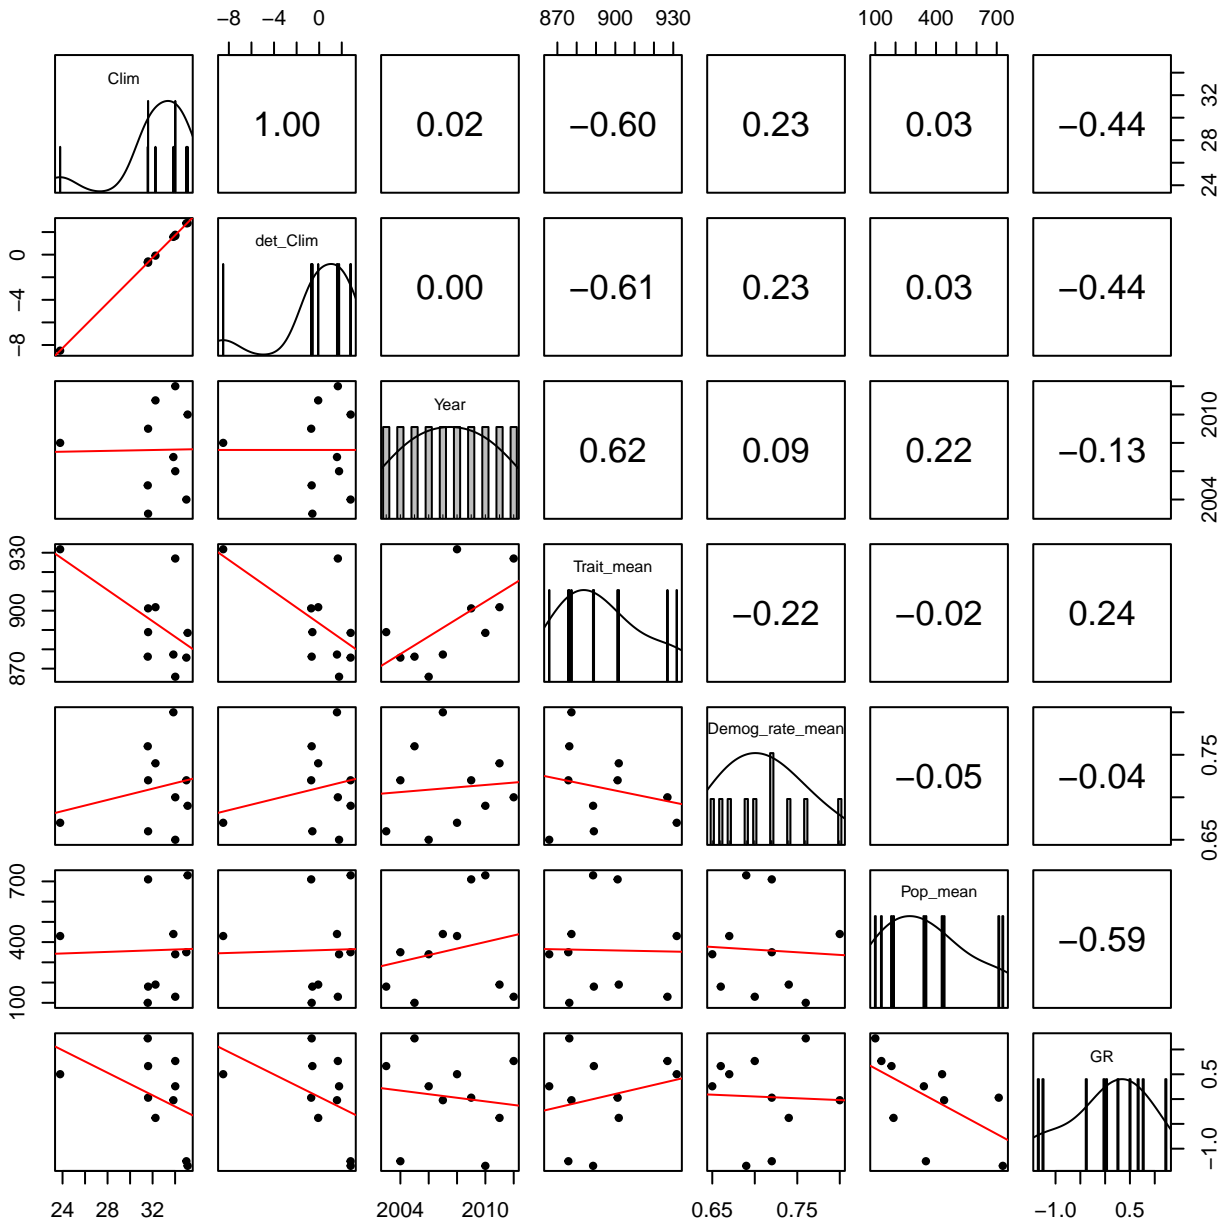 −8 −4 0 870 900 930 100 400 700
Clim 1.00 0.02 −0.60 0.23 0.03 −0.44 24 28 32
−8 −4 0 det_Clim 0.00 −0.61 0.23 0.03 −0.44
Year 0.62 0.09 0.22 −0.13 2004 2010
870 900 930 Trait_mean −0.22 −0.02 0.24
Demog_rate_mean −0.05 −0.04 0.65 0.75
100 400 700 Pop_mean −0.59
GR −1.0 0.5
24 28 32 2004 2010 0.65 0.75 −1.0 0.5